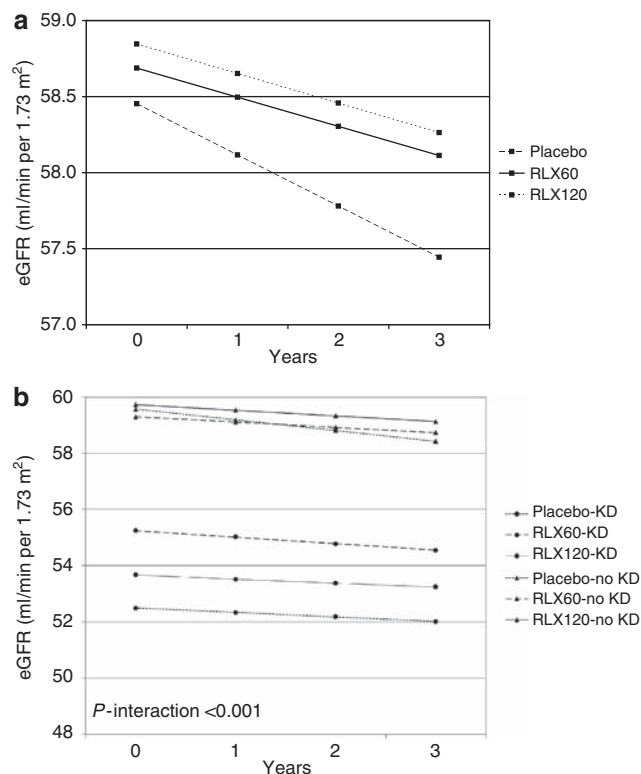 a
59.0
58.5
58.0
57.5
57.0
eGFR (ml/min per 1.73 m²)
0 1 2 3
Years
Placebo
RLX60
RLX120
b
60
58
56
54
52
50
48
eGFR (ml/min per 1.73 m²)
P-interaction <0.001
0 1 2 3
Years
Placebo-KD
RLX60-KD
RLX120-KD
Placebo-no KD
RLX60-no KD
RLX120-no KD